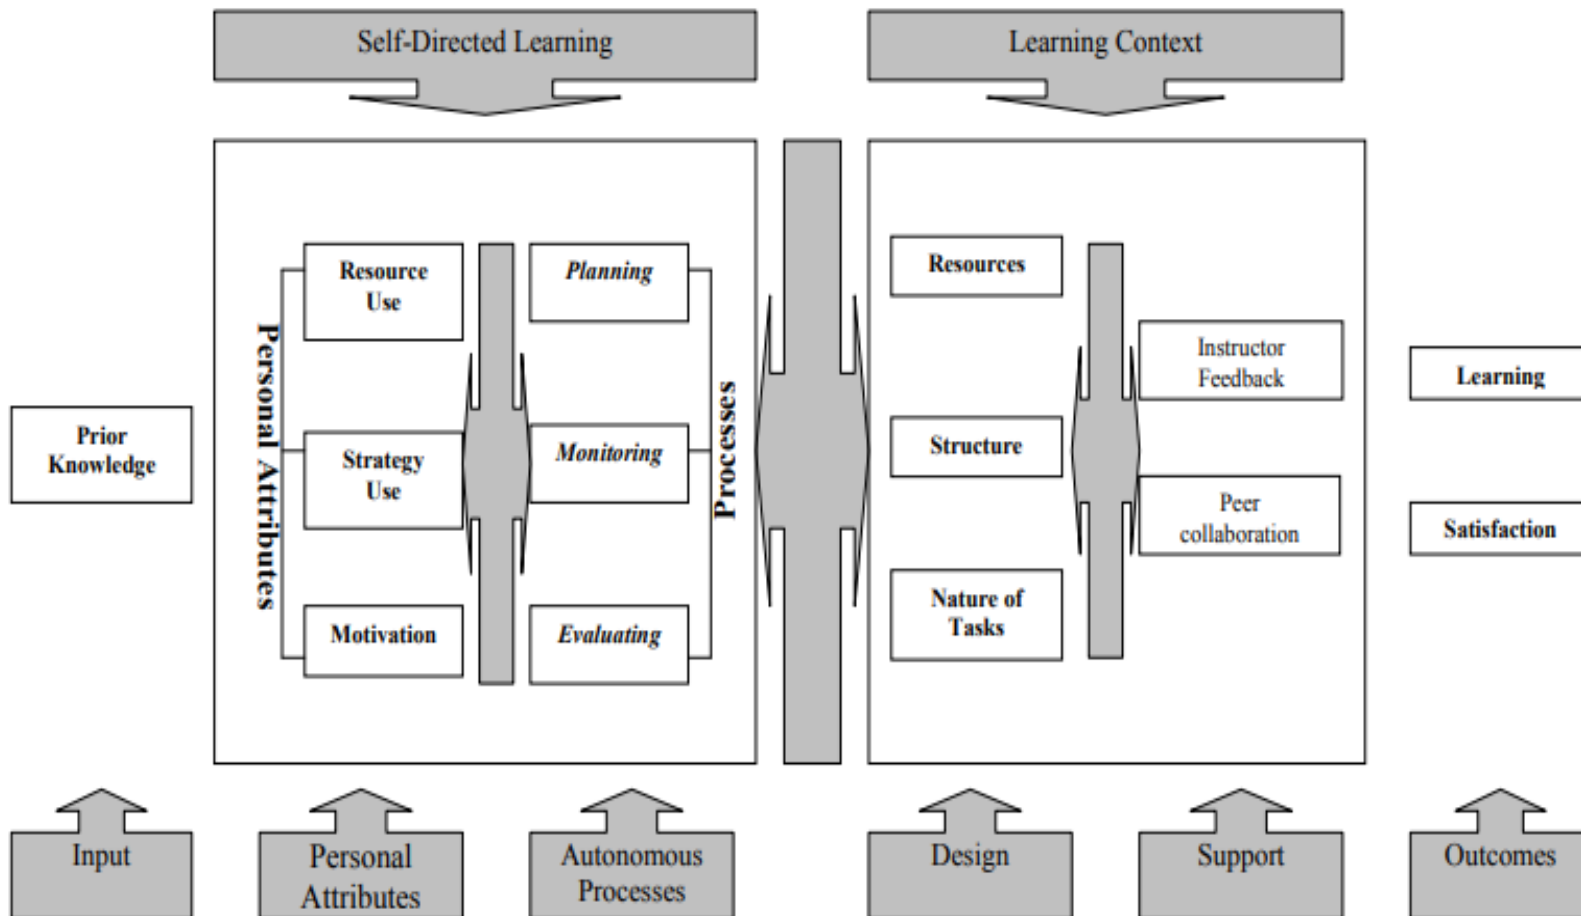 Self-Directed Learning
Learning Context
Prior
Knowledge
Personal Attributes
Resource
Use
Strategy
Use
Motivation
Planning
Monitoring
Evaluating
Processes
Resources
Structure
Nature of
Tasks
Instructor
Feedback
Peer
collaboration
Learning
Satisfaction
Input
Personal
Attributes
Autonomous
Processes
Design
Support
Outcomes